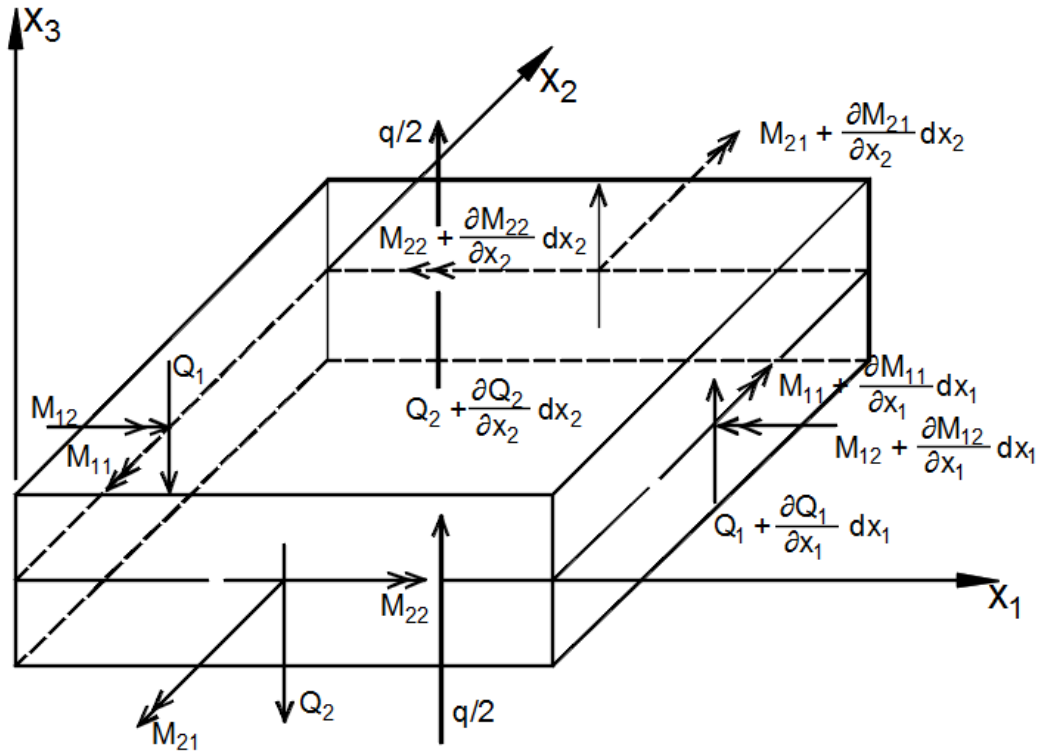 X₃
X₂
q/2
M₂₁ + ∂M₂₁/∂x₂ dx₂
M₂₂ + ∂M₂₂/∂x₂ dx₂
Q₁
M₁₂
M₁₁
Q₂ + ∂Q₂/∂x₂ dx₂
M₁₁ + ∂M₁₁/∂x₁ dx₁
M₁₂ + ∂M₁₂/∂x₁ dx₁
Q₁ + ∂Q₁/∂x₁ dx₁
X₁
M₂₂
M₂₁
Q₂
q/2